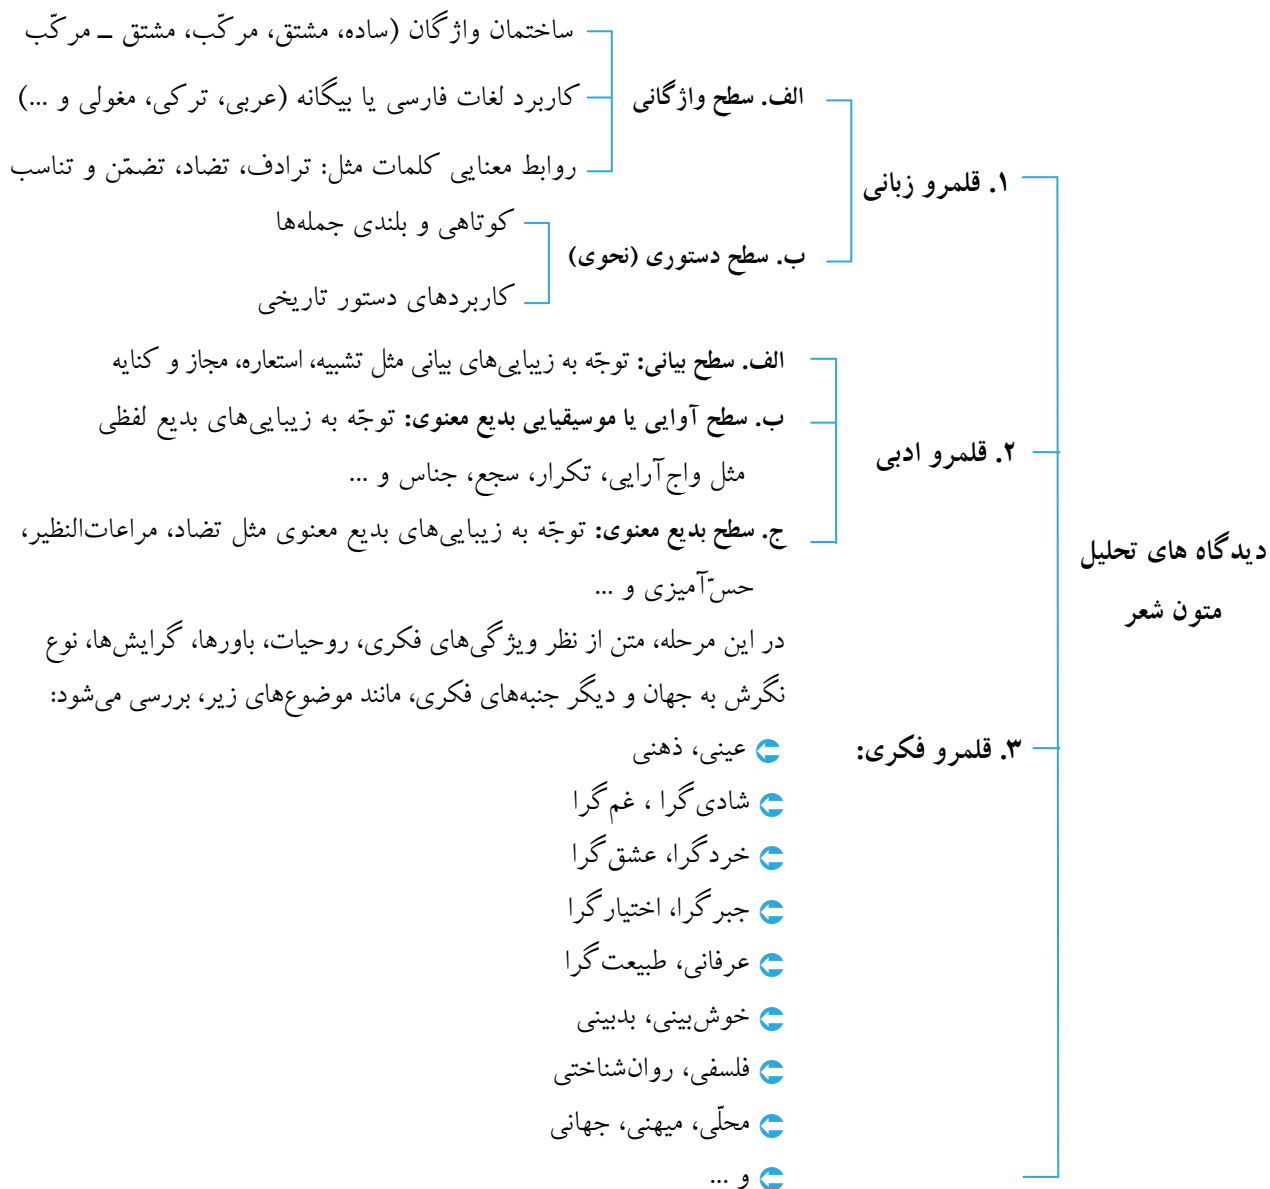 دیدگاه های تحلیل
متون شعر
۱. قلمرو زبانی
الف. سطح واژگانی
ساختمان واژگان (ساده، مشتق، مرکّب، مشتق ــ مرکّب
کاربرد لغات فارسی یا بیگانه (عربی، ترکی، مغولی و ...)
روابط معنایی کلمات مثل: ترادف، تضاد، تضمّن و تناسب
ب. سطح دستوری (نحوی)
کوتاهی و بلندی جمله‌ها
کاربردهای دستور تاریخی
۲. قلمرو ادبی
الف. سطح بیانی: توجّه به زیبایی‌های بیانی مثل تشبیه، استعاره، مجاز و کنایه
ب. سطح آوایی یا موسیقیایی بدیع معنوی: توجّه به زیبایی‌های بدیع لفظی
مثل واج‌آرایی، تکرار، سجع، جناس و ...
ج. سطح بدیع معنوی: توجّه به زیبایی‌های بدیع معنوی مثل تضاد، مراعات‌النظیر،
حسّ‌آمیزی و ...
۳. قلمرو فکری:
در این مرحله، متن از نظر ویژگی‌های فکری، روحیات، باورها، گرایش‌ها، نوع
نگرش به جهان و دیگر جنبه‌های فکری، مانند موضوع‌های زیر، بررسی می‌شود:
عینی، ذهنی
شادی‌گرا ، غم‌گرا
خردگرا، عشق‌گرا
جبرگرا، اختیارگرا
عرفانی، طبیعت‌گرا
خوش‌بینی، بدبینی
فلسفی، روان‌شناختی
محلّی، میهنی، جهانی
و ...